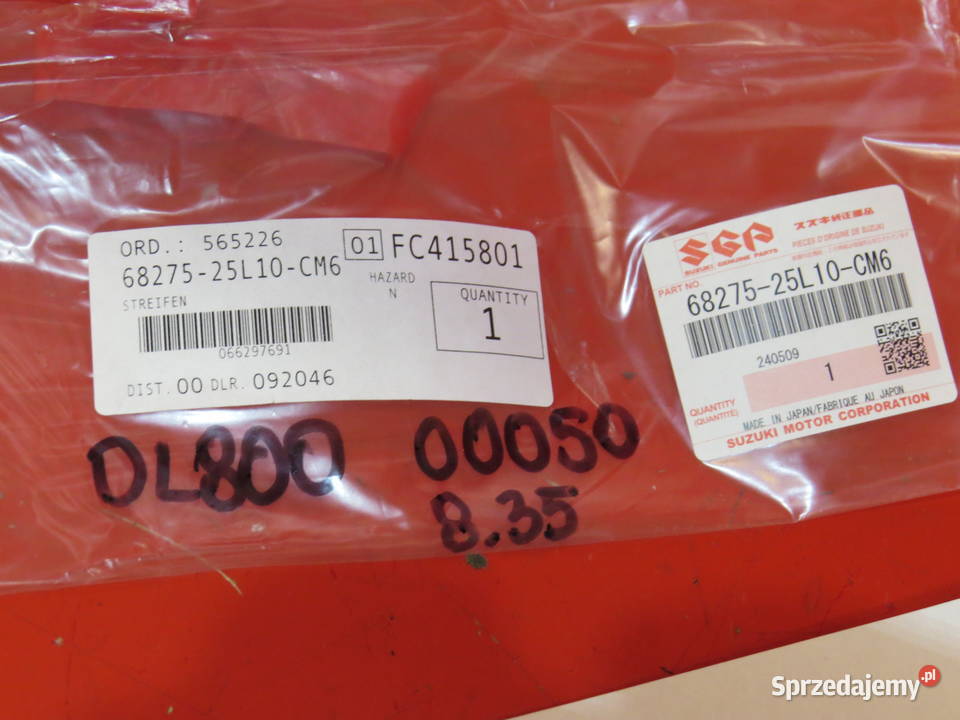 ORD.: 565226
01 FC415801
68275-25L10-CM6
HAZARD
N
STREIFEN
QUANTITY
1
066297691
DIST. 00 DLR. 092046
SGP
SUZUKI GENUINE PARTS
スズキ純正部品
PIECES D'ORIGINE DE SUZUKI
PART NO.
68275-25L10-CM6
240509
QUANTITY
(QUANTITÉ)
1
MADE IN JAPAN/FABRIQUE AU JAPON
SUZUKI MOTOR CORPORATION
DL800 00050
8.35
Sprzedajemy.pl